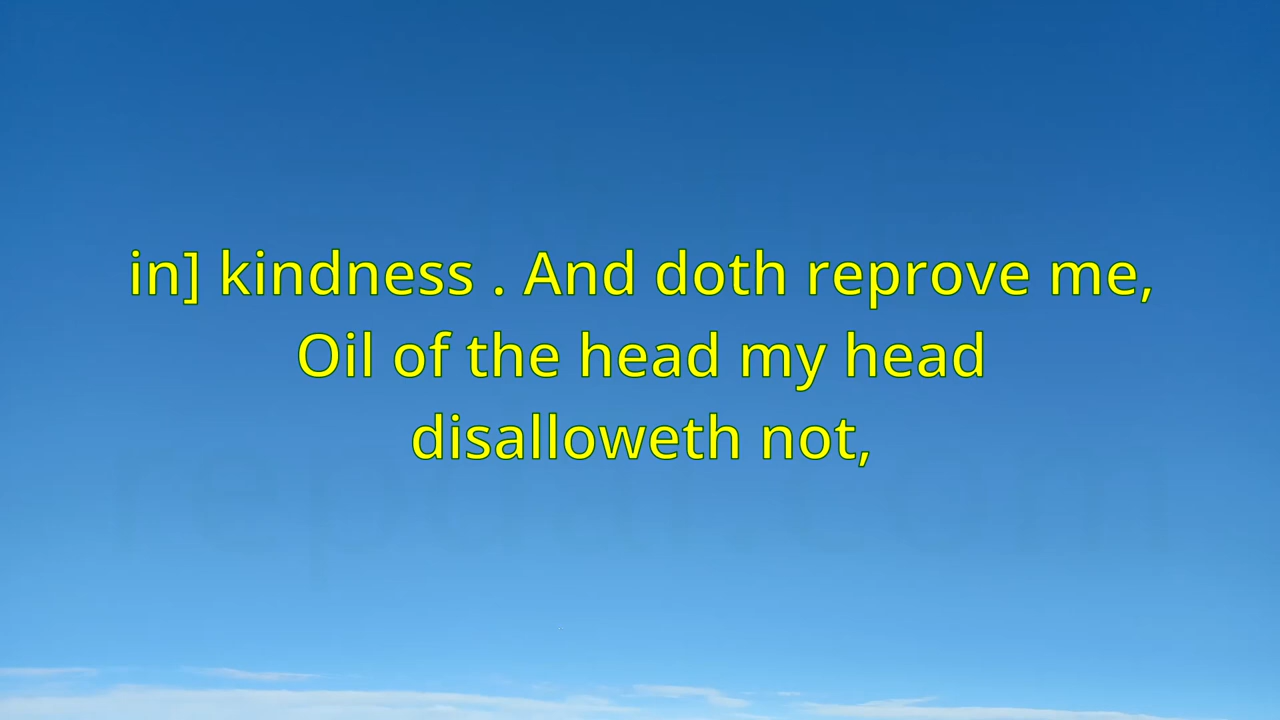 in] kindness . And doth reprove me,
Oil of the head my head
disalloweth not,